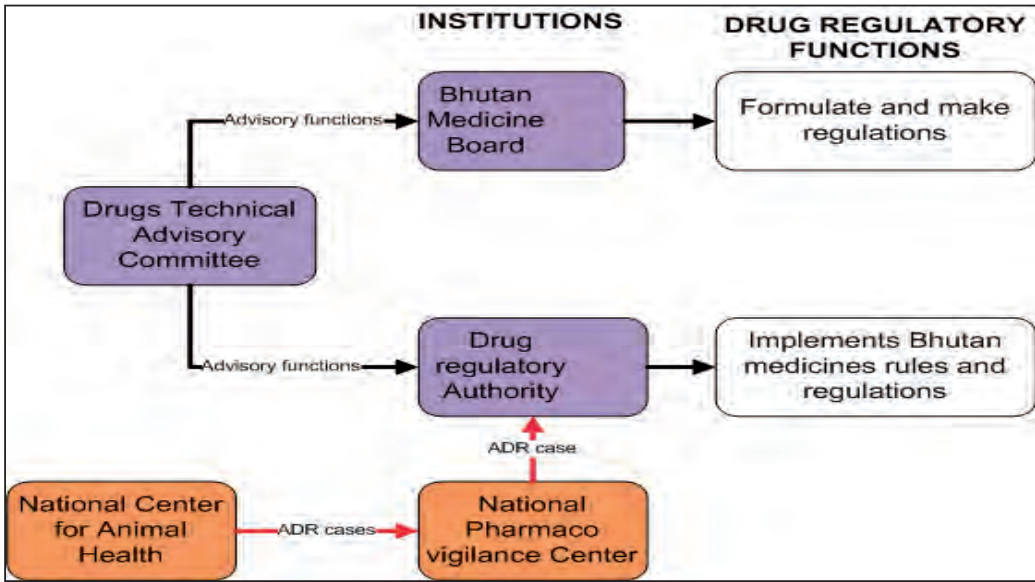 INSTITUTIONS
DRUG REGULATORY
FUNCTIONS
Bhutan
Medicine
Board
Formulate and make
regulations
Advisory functions
Drugs Technical
Advisory
Committee
Advisory functions
Drug
regulatory
Authority
Implements Bhutan
medicines rules and
regulations
ADR case
National Center
for Animal
Health
ADR cases
National
Pharmaco
vigilance Center